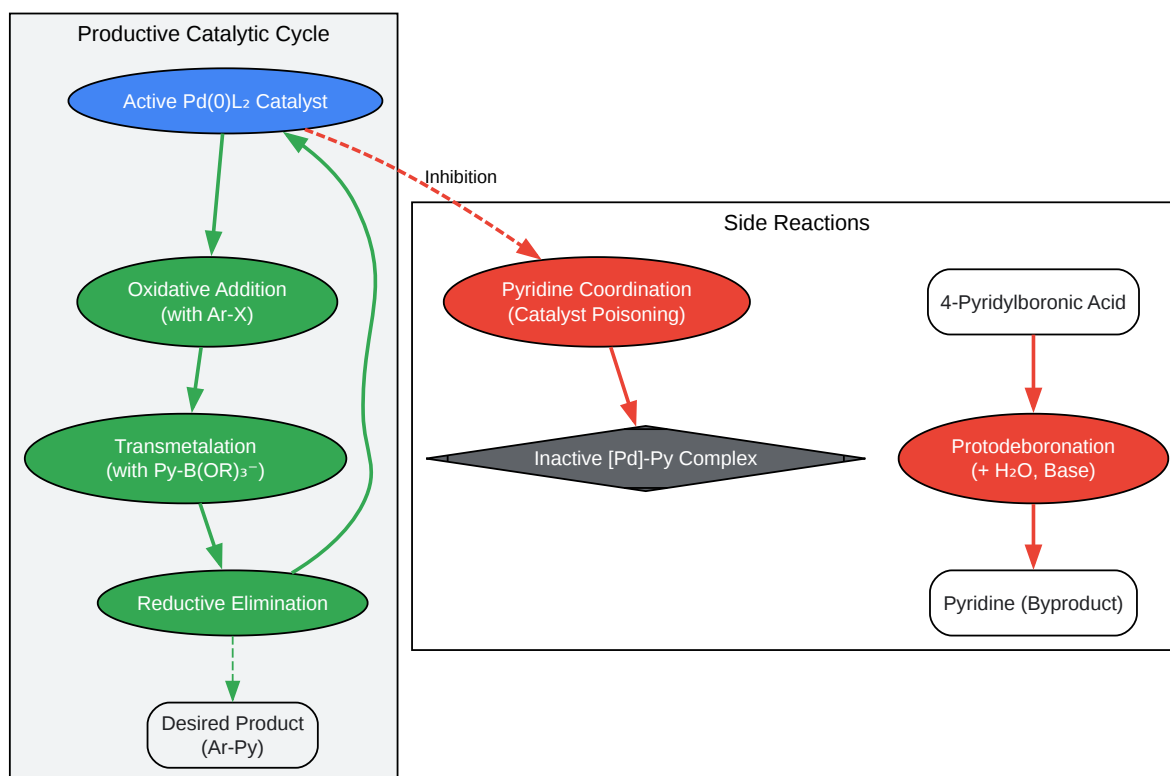 Productive Catalytic Cycle
Active Pd(0)L₂ Catalyst
Inhibition
Side Reactions
Oxidative Addition
(with Ar-X)
Pyridine Coordination
(Catalyst Poisoning)
4-Pyridylboronic Acid
Transmetalation
(with Py-B(OR)₃⁻)
Inactive [Pd]-Py Complex
Protodeboronation
(+ H₂O, Base)
Reductive Elimination
Pyridine (Byproduct)
Desired Product
(Ar-Py)